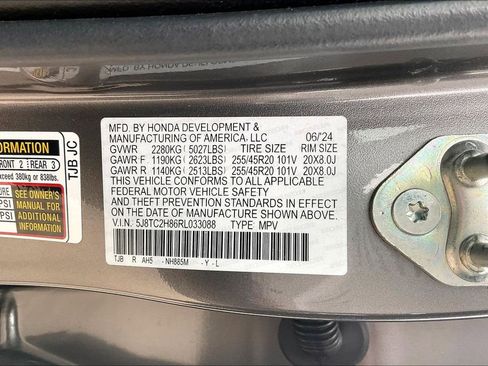 TJB JC
ORMATION
FRONT 2 REAR 3
exceed 380kg or 838lbs.
PSI
PSI
SEE OWNER'S
MANUAL FOR
ADDITIONAL
INFORMATION
MFD. BY HONDA DEVELOPMENT &
MANUFACTURING OF AMERICA, LLC 06/24
GVWR 2280KG ( 5027LBS) TIRE SIZE RIM SIZE
GAWR F 1190KG ( 2623LBS) 255/45R20 101V 20X8.0J
GAWR R 1140KG ( 2513LBS) 255/45R20 101V 20X8.0J
THIS VEHICLE CONFORMS TO ALL APPLICABLE
FEDERAL MOTOR VEHICLE SAFETY
AND THEFT PREVENTION STANDARDS IN EFFECT
ON THE DATE OF MANUFACTURE SHOWN ABOVE.
V.I.N. 5J8TC2H86RL033088 TYPE MPV
TJB R AH5 -NH885M -Y-L